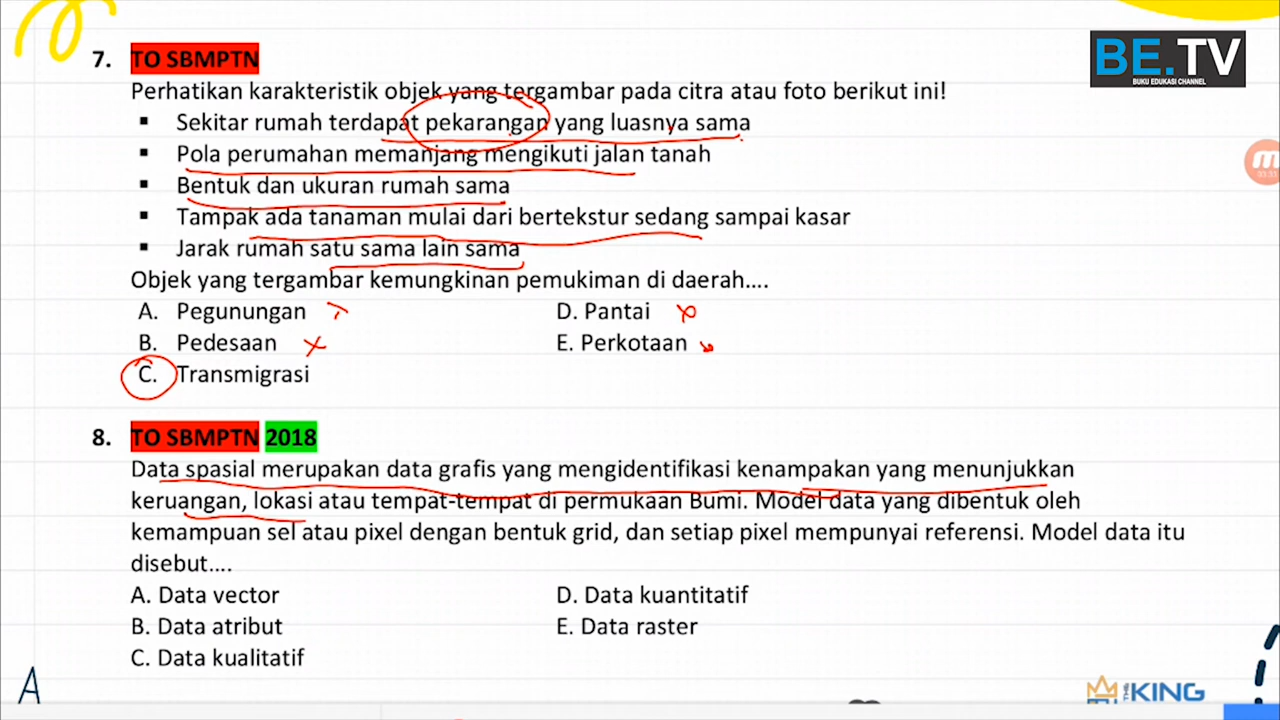 BE.TV
BUKU EDUKASI CHANNEL
7. TO SBMPTN
Perhatikan karakteristik objek yang tergambar pada citra atau foto berikut ini!
▪ Sekitar rumah terdapat pekarangan yang luasnya sama
▪ Pola perumahan memanjang mengikuti jalan tanah
▪ Bentuk dan ukuran rumah sama
▪ Tampak ada tanaman mulai dari bertekstur sedang sampai kasar
▪ Jarak rumah satu sama lain sama
Objek yang tergambar kemungkinan pemukiman di daerah....
A. Pegunungan
B. Pedesaan
C. Transmigrasi
D. Pantai
E. Perkotaan
8. TO SBMPTN 2018
Data spasial merupakan data grafis yang mengidentifikasi kenampakan yang menunjukkan
keruangan, lokasi atau tempat-tempat di permukaan Bumi. Model data yang dibentuk oleh
kemampuan sel atau pixel dengan bentuk grid, dan setiap pixel mempunyai referensi. Model data itu
disebut....
A. Data vector
B. Data atribut
C. Data kualitatif
D. Data kuantitatif
E. Data raster
A
THE KING